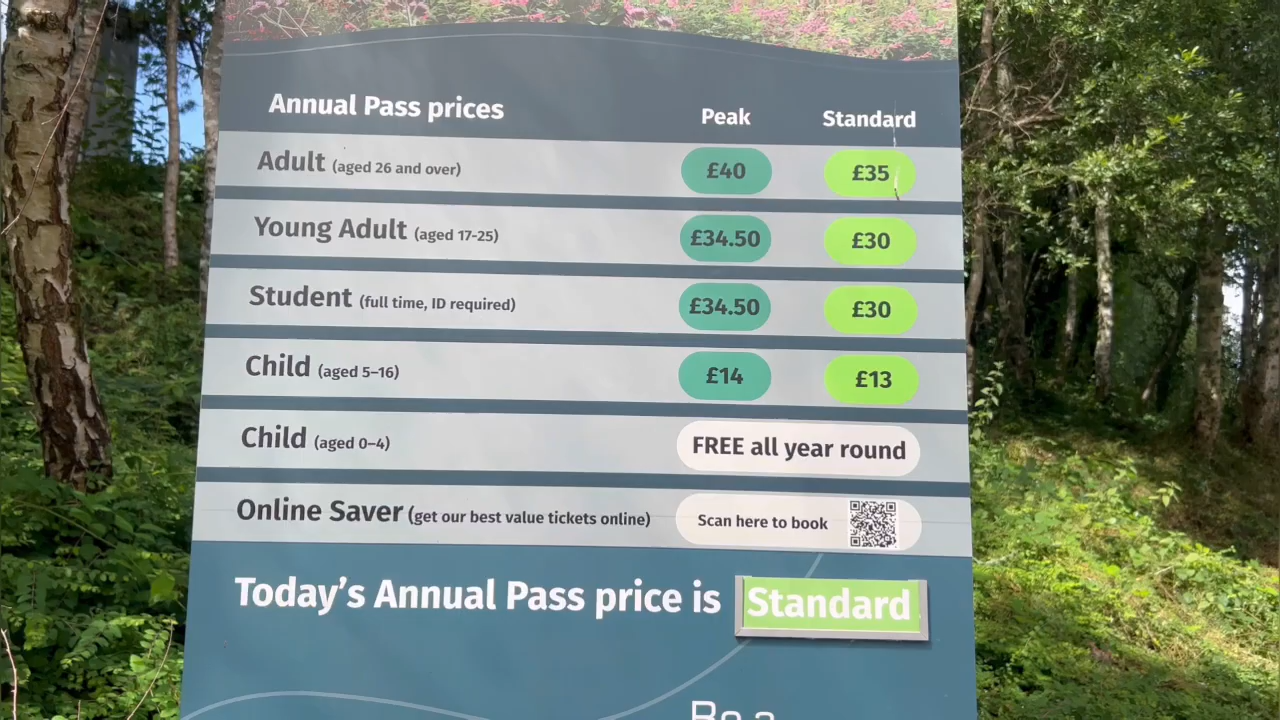 Annual Pass prices Peak Standard
Adult (aged 26 and over) £40 £35
Young Adult (aged 17-25) £34.50 £30
Student (full time, ID required) £34.50 £30
Child (aged 5–16) £14 £13
Child (aged 0–4) FREE all year round
Online Saver (get our best value tickets online) Scan here to book
Today's Annual Pass price is Standard